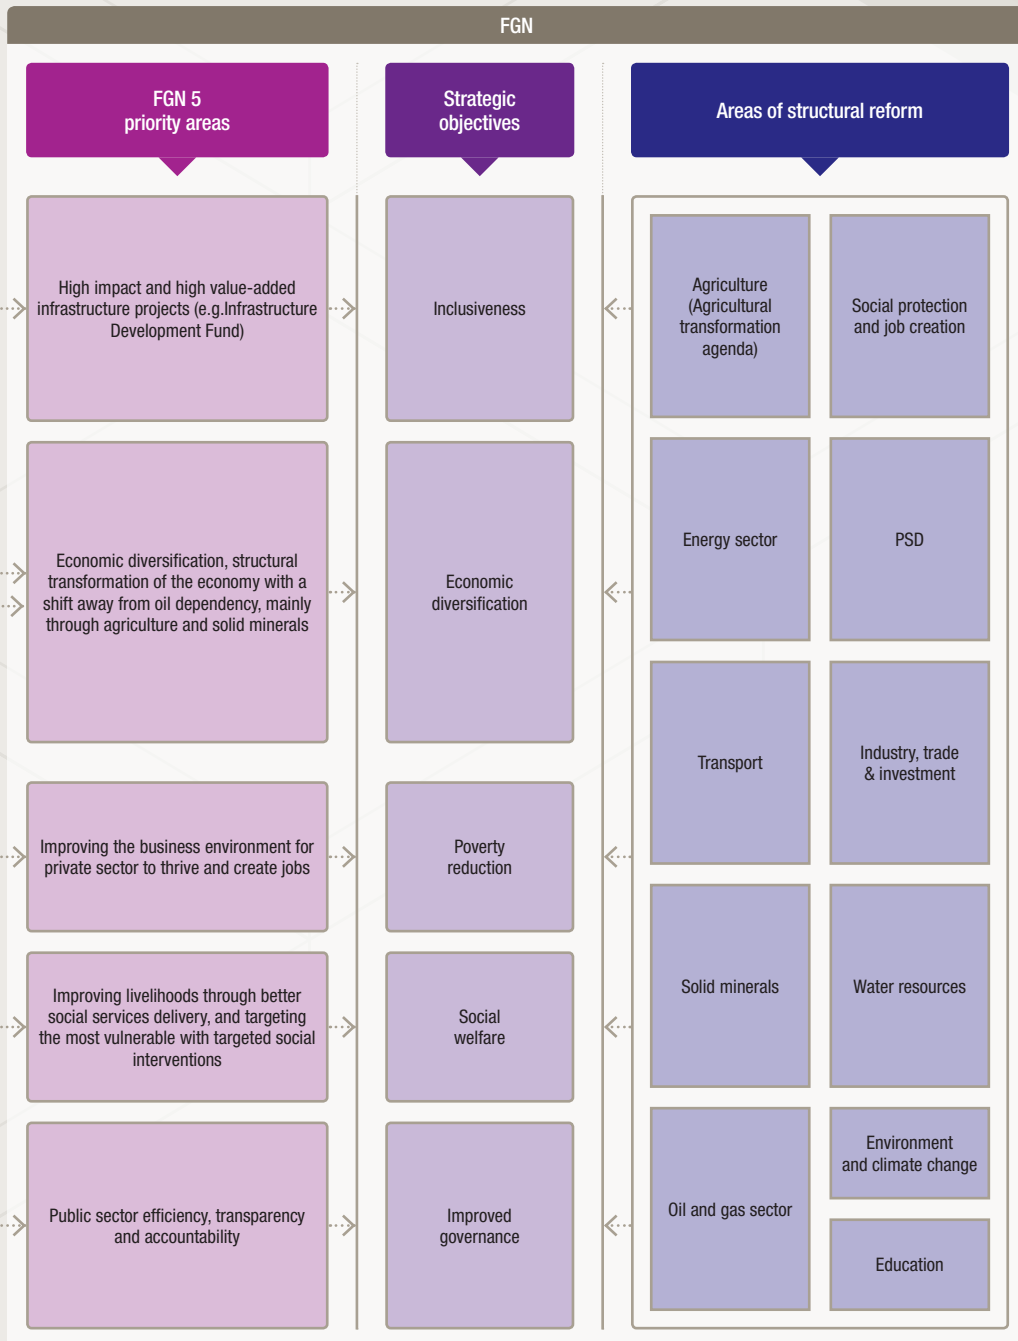 FGN
FGN 5
priority areas
Strategic
objectives
Areas of structural reform
High impact and high value-added
infrastructure projects (e.g.Infrastructure
Development Fund)
Inclusiveness
Agriculture
(Agricultural
transformation
agenda)
Social protection
and job creation
Economic diversification, structural
transformation of the economy with a
shift away from oil dependency, mainly
through agriculture and solid minerals
Economic
diversification
Energy sector
PSD
Transport
Industry, trade
& investment
Improving the business environment for
private sector to thrive and create jobs
Poverty
reduction
Solid minerals
Water resources
Improving livelihoods through better
social services delivery, and targeting
the most vulnerable with targeted social
interventions
Social
welfare
Public sector efficiency, transparency
and accountability
Improved
governance
Oil and gas sector
Environment
and climate change
Education